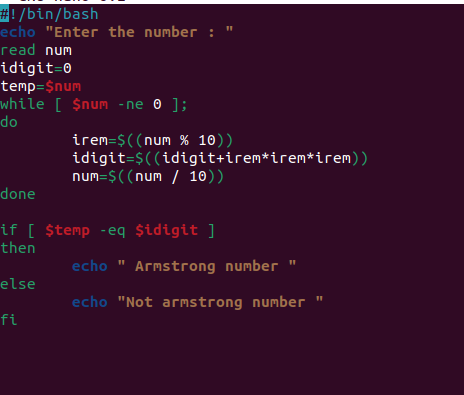 #!/bin/bash
echo "Enter the number : "
read num
idigit=0
temp=$num
while [ $num -ne 0 ];
do
        irem=$((num % 10))
        idigit=$((idigit+irem*irem*irem))
        num=$((num / 10))
done

if [ $temp -eq $idigit ]
then
        echo " Armstrong number "
else
        echo "Not armstrong number "
fi